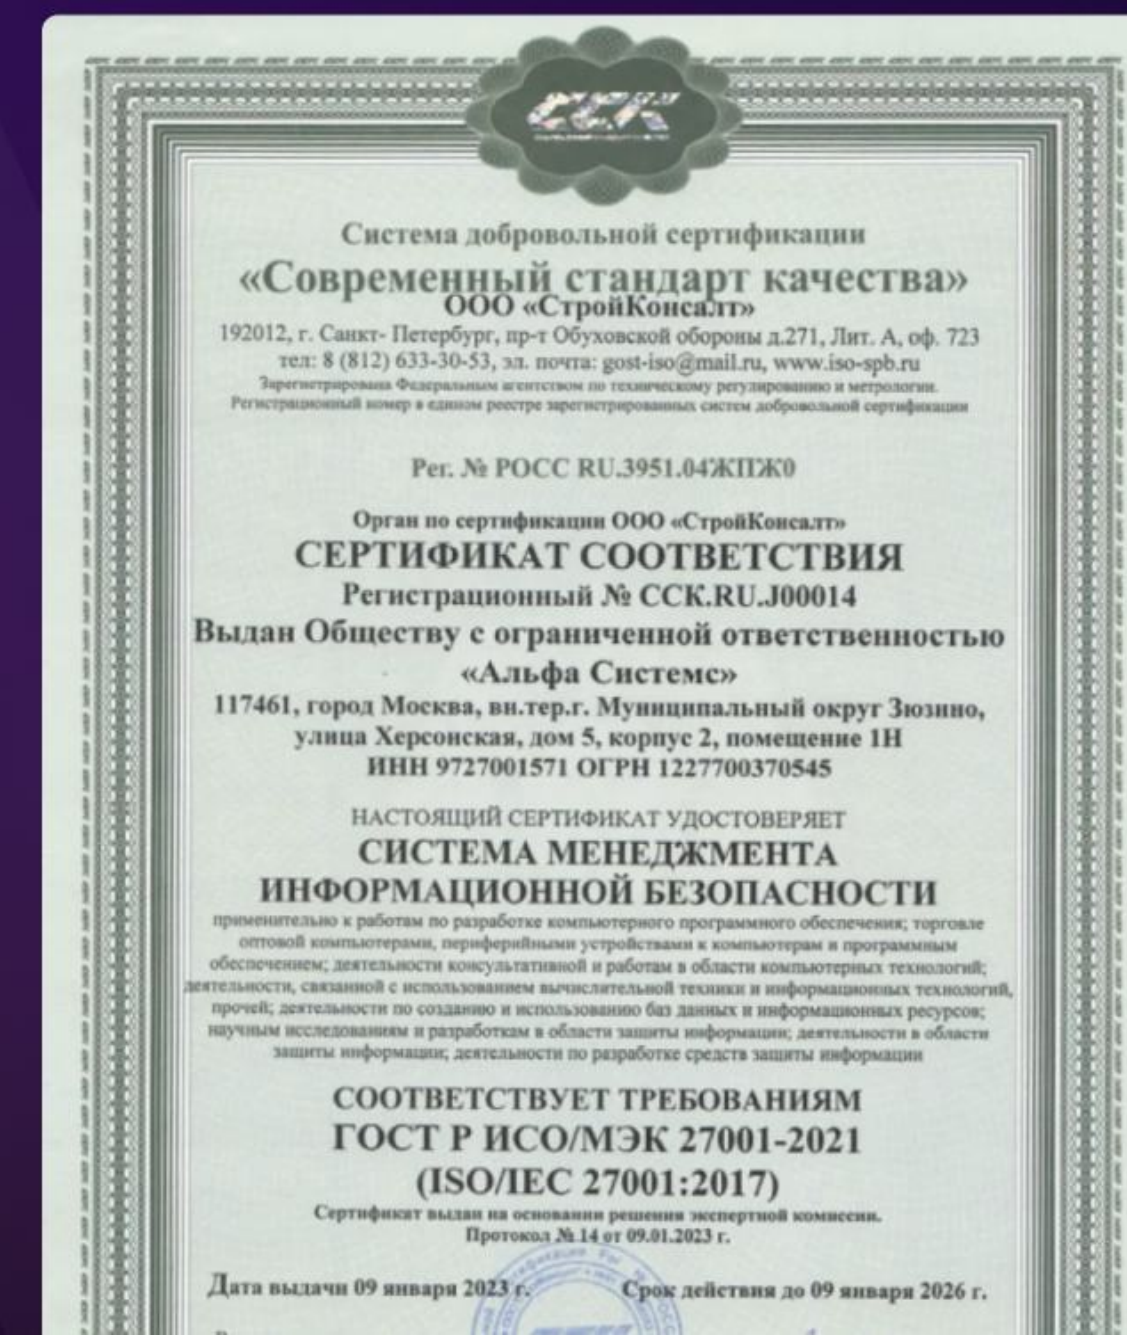 ССК
Система добровольной сертификации
«Современный стандарт качества»
ООО «СтройКонсалт»
192012, г. Санкт- Петербург, пр-т Обуховской обороны д.271, Лит. А, оф. 723
тел: 8 (812) 633-30-53, эл. почта: gost-iso@mail.ru, www.iso-spb.ru
Зарегистрирована Федеральным агентством по техническому регулированию и метрологии.
Регистрационный номер в едином реестре зарегистрированных систем добровольной сертификации
Рег. № РОСС RU.3951.04ЖПЖ0
Орган по сертификации ООО «СтройКонсалт»
СЕРТИФИКАТ СООТВЕТСТВИЯ
Регистрационный № ССК.RU.J00014
Выдан Обществу с ограниченной ответственностью
«Альфа Системс»
117461, город Москва, вн.тер.г. Муниципальный округ Зюзино,
улица Херсонская, дом 5, корпус 2, помещение 1Н
ИНН 9727001571 ОГРН 1227700370545
НАСТОЯЩИЙ СЕРТИФИКАТ УДОСТОВЕРЯЕТ
СИСТЕМА МЕНЕДЖМЕНТА
ИНФОРМАЦИОННОЙ БЕЗОПАСНОСТИ
применительно к работам по разработке компьютерного программного обеспечения; торговле
оптовой компьютерами, периферийными устройствами к компьютерам и программным
обеспечением; деятельности консультативной и работам в области компьютерных технологий;
деятельности, связанной с использованием вычислительной техники и информационных технологий,
прочей; деятельности по созданию и использованию баз данных и информационных ресурсов;
научным исследованиям и разработкам в области защиты информации; деятельности в области
защиты информации; деятельности по разработке средств защиты информации
СООТВЕТСТВУЕТ ТРЕБОВАНИЯМ
ГОСТ Р ИСО/МЭК 27001-2021
(ISO/IEC 27001:2017)
Сертификат выдан на основании решения экспертной комиссии.
Протокол № 14 от 09.01.2023 г.
Дата выдачи 09 января 2023 г. Срок действия до 09 января 2026 г.